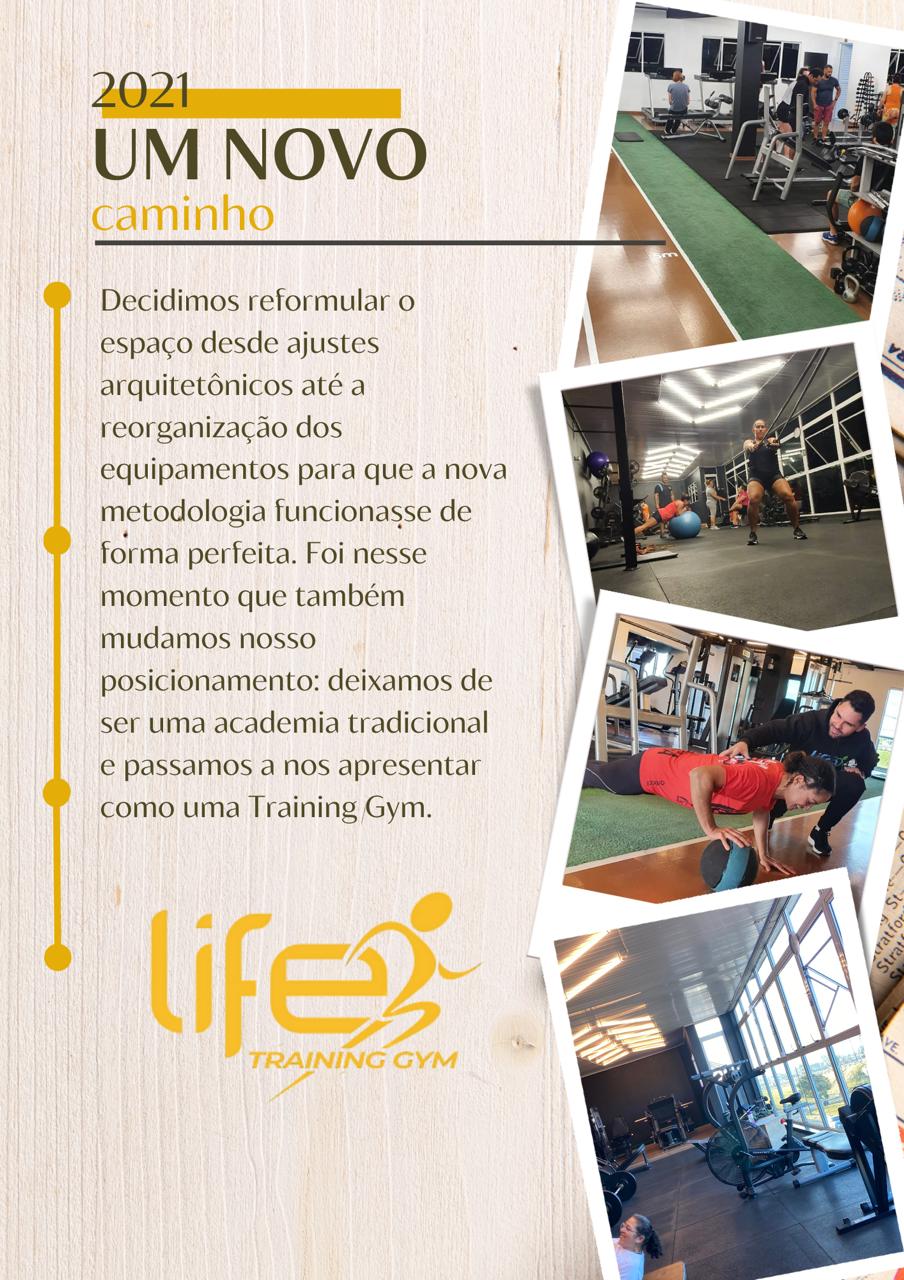 2021
UM NOVO
caminho
Decidimos reformular o
espaço desde ajustes
arquitetônicos até a
reorganização dos
equipamentos para que a nova
metodologia funcionasse de
forma perfeita. Foi nesse
momento que também
mudamos nosso
posicionamento: deixamos de
ser uma academia tradicional
e passamos a nos apresentar
como uma Training Gym.
life
TRAINING GYM